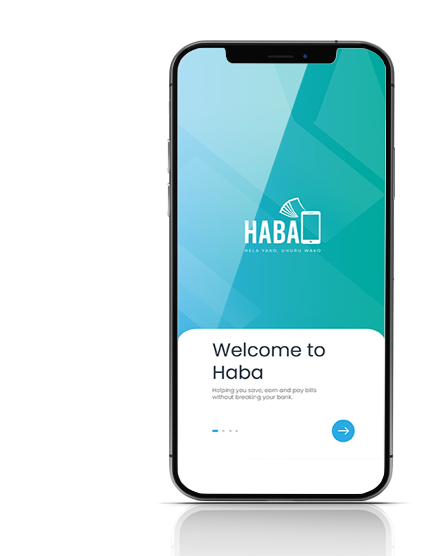 HABA
HELA YAKO, UHURU WAKO
Welcome to
Haba
Helping you save, earn and pay bills
without breaking your bank.